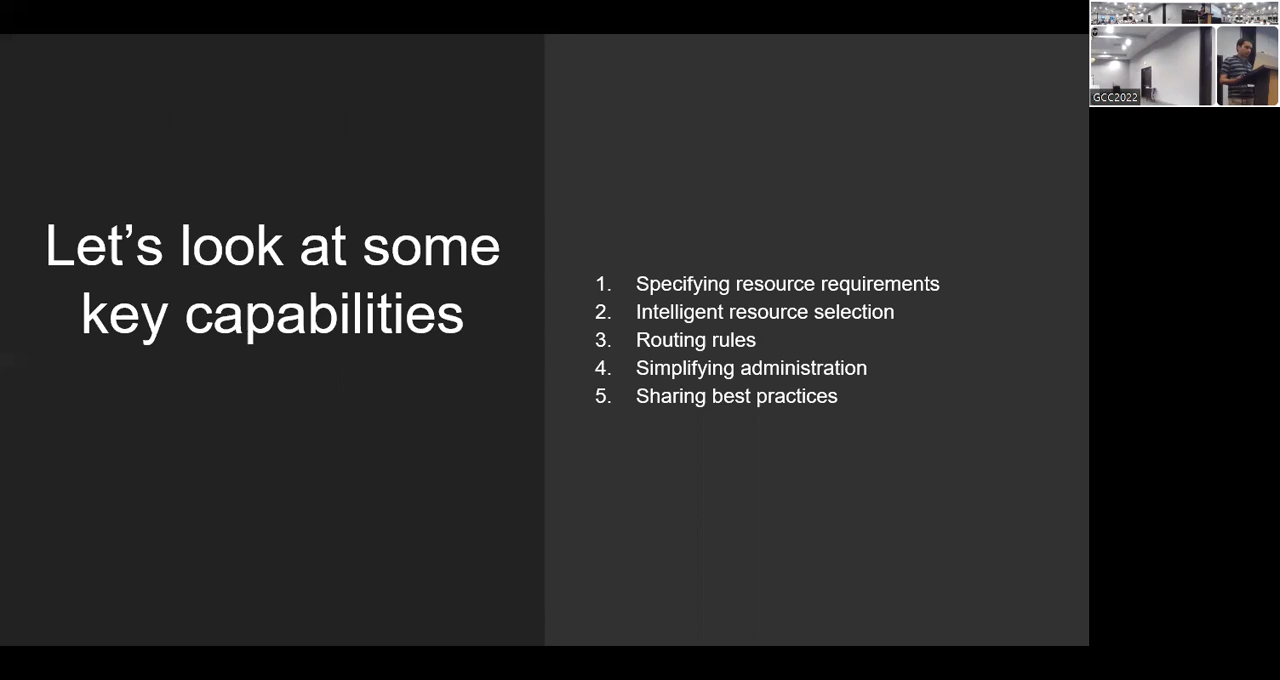 Let's look at some
key capabilities
1. Specifying resource requirements
2. Intelligent resource selection
3. Routing rules
4. Simplifying administration
5. Sharing best practices
GCC2022